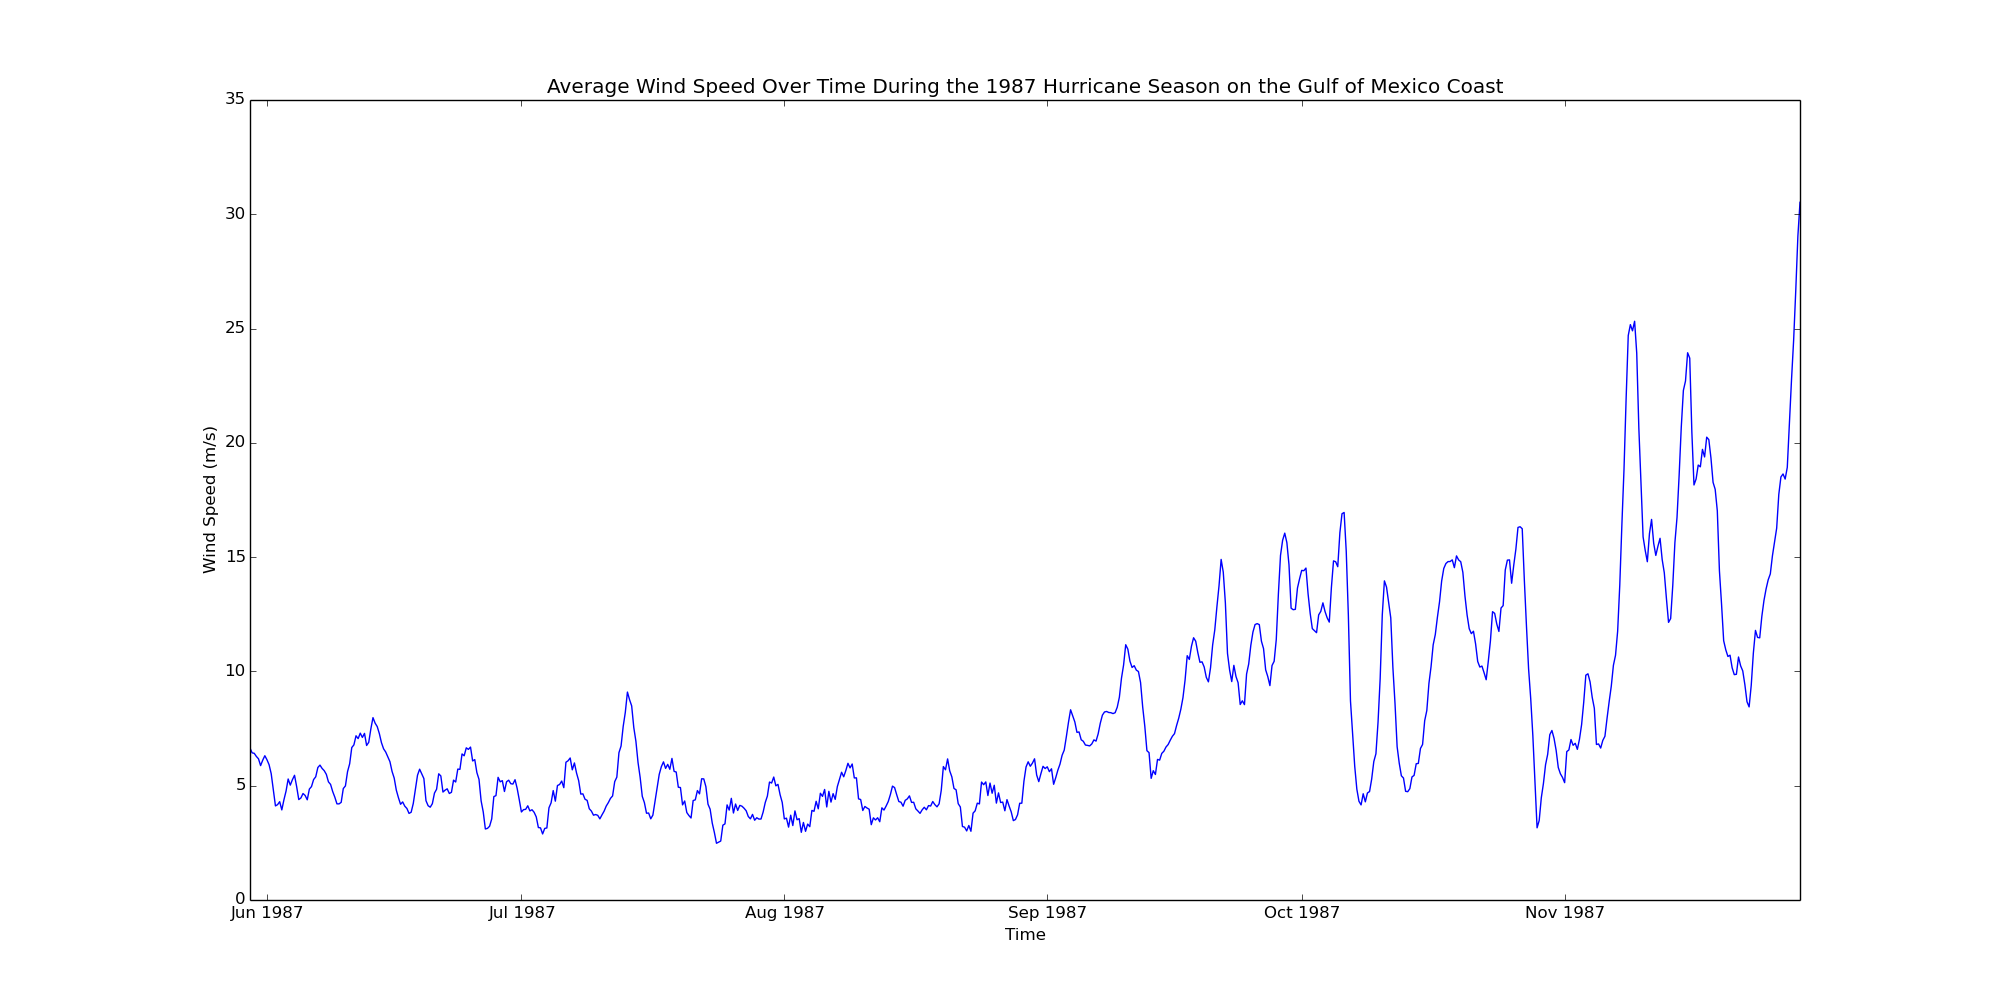 Average Wind Speed Over Time During the 1987 Hurricane Season on the Gulf of Mexico Coast
35
30
25
20
15
10
5
0
Wind Speed (m/s)
Jun 1987 Jul 1987 Aug 1987 Sep 1987 Oct 1987 Nov 1987
Time